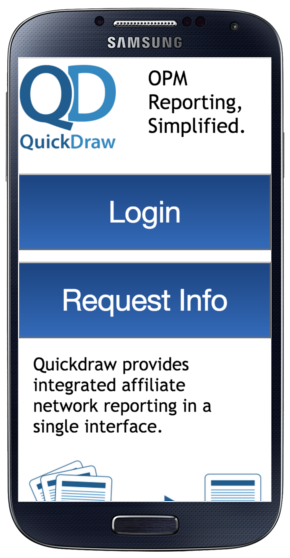 SAMSUNG
QD
QuickDraw
OPM
Reporting,
Simplified.
Login
Request Info
Quickdraw provides
integrated affiliate
network reporting in a
single interface.